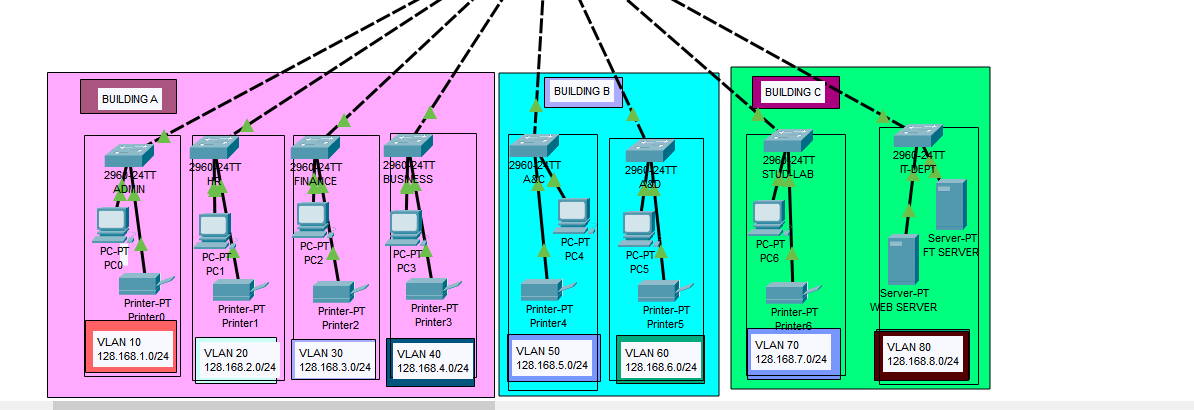 BUILDING A
BUILDING B
BUILDING C
2960-24TT
ADMIN
2960-24TT
HR
2960-24TT
FINANCE
2960-24TT
BUSINESS
2960-24TT
A&C
2960-24TT
A&D
2960-24TT
STUD-LAB
2960-24TT
IT-DEPT
PC-PT
PC0
PC-PT
PC1
PC-PT
PC2
PC-PT
PC3
PC-PT
PC4
PC-PT
PC5
PC-PT
PC6
Server-PT
FT SERVER
Server-PT
WEB SERVER
Printer-PT
Printer0
Printer-PT
Printer1
Printer-PT
Printer2
Printer-PT
Printer3
Printer-PT
Printer4
Printer-PT
Printer5
Printer-PT
Printer6
VLAN 10
128.168.1.0/24
VLAN 20
128.168.2.0/24
VLAN 30
128.168.3.0/24
VLAN 40
128.168.4.0/24
VLAN 50
128.168.5.0/24
VLAN 60
128.168.6.0/24
VLAN 70
128.168.7.0/24
VLAN 80
128.168.8.0/24